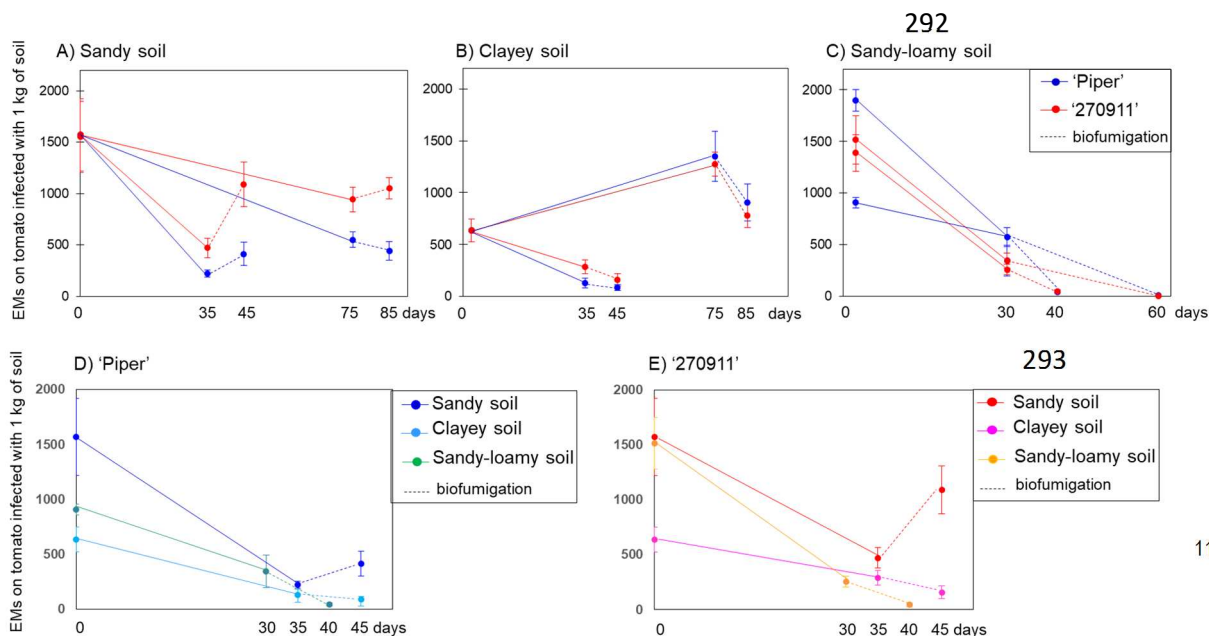 292
A) Sandy soil
B) Clayey soil
C) Sandy-loamy soil
EMs on tomato infected with 1 kg of soil
2000
1500
1000
500
0
0 35 45 75 85 days
2000
1500
1000
500
0
0 35 45 75 85 days
2000
1500
1000
500
0
0 30 40 60 days
'Piper'
'270911'
biofumigation
293
D) 'Piper'
E) '270911'
EMs on tomato infected with 1 kg of soil
2000
1500
1000
500
0
0 30 35 40 45 days
Sandy soil
Clayey soil
Sandy-loamy soil
biofumigation
2000
1500
1000
500
0
0 30 35 40 45 days
Sandy soil
Clayey soil
Sandy-loamy soil
biofumigation
11